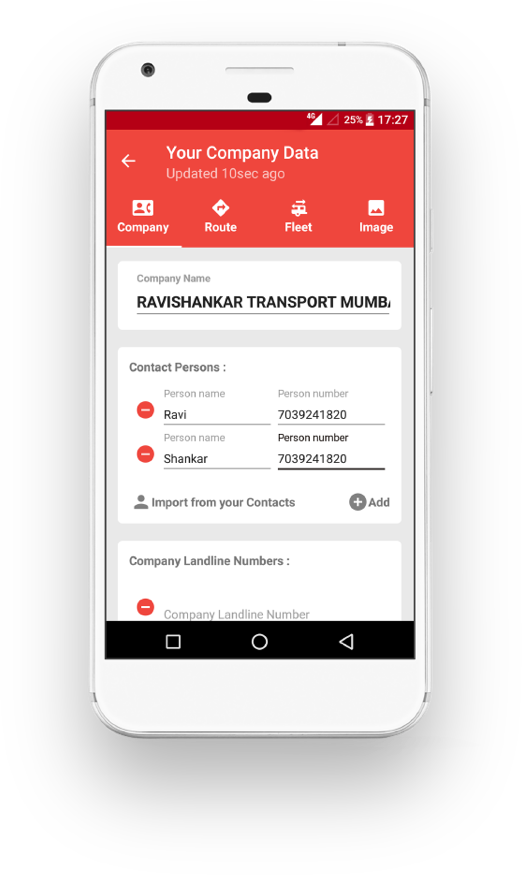 4G 25% 17:27
Your Company Data
Updated 10sec ago
Company Route Fleet Image
Company Name
RAVISHANKAR TRANSPORT MUMBA
Contact Persons :
Person name Person number
Ravi 7039241820
Person name Person number
Shankar 7039241820
Import from your Contacts Add
Company Landline Numbers :
Company Landline Number